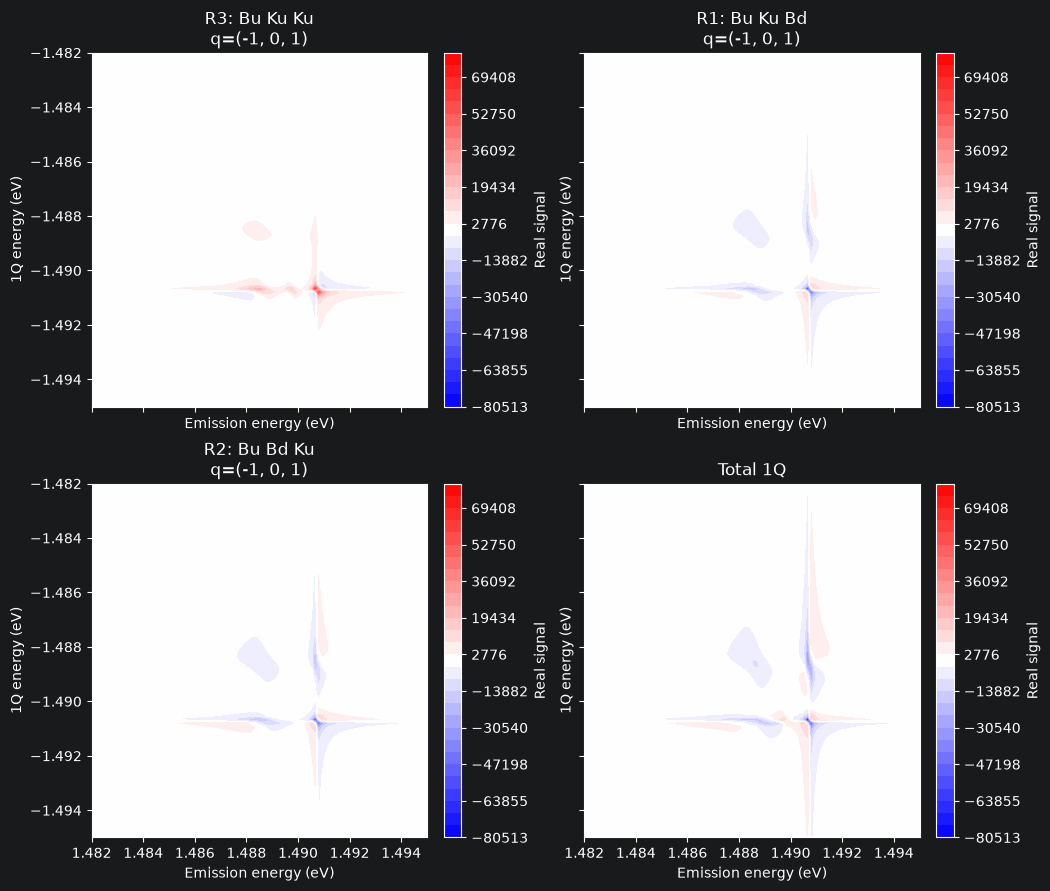 R3: Bu Ku Ku
q=(-1, 0, 1)
−1.482
−1.484
−1.486
−1.488
−1.490
−1.492
−1.494
1Q energy (eV)
Emission energy (eV)
69408
52750
36092
19434
2776
−13882
−30540
−47198
−63855
−80513
Real signal
R1: Bu Ku Bd
q=(-1, 0, 1)
1Q energy (eV)
Emission energy (eV)
69408
52750
36092
19434
2776
−13882
−30540
−47198
−63855
−80513
Real signal
R2: Bu Bd Ku
q=(-1, 0, 1)
−1.482
−1.484
−1.486
−1.488
−1.490
−1.492
−1.494
1Q energy (eV)
1.482 1.484 1.486 1.488 1.490 1.492 1.494
Emission energy (eV)
69408
52750
36092
19434
2776
−13882
−30540
−47198
−63855
−80513
Real signal
Total 1Q
1Q energy (eV)
1.482 1.484 1.486 1.488 1.490 1.492 1.494
Emission energy (eV)
69408
52750
36092
19434
2776
−13882
−30540
−47198
−63855
−80513
Real signal